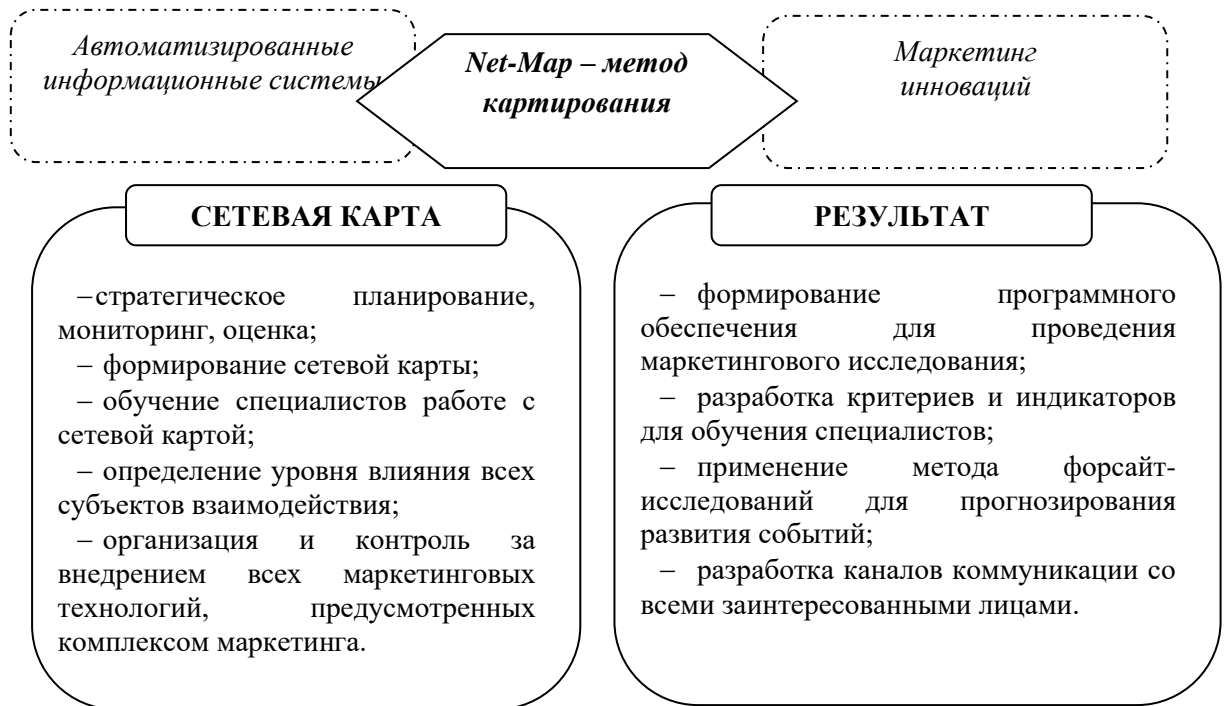 Автоматизированные
информационные системы
Net-Map – метод
картирования
Маркетинг
инноваций
СЕТЕВАЯ КАРТА
–стратегическое планирование,
мониторинг, оценка;
– формирование сетевой карты;
– обучение специалистов работе с
сетевой картой;
– определение уровня влияния всех
субъектов взаимодействия;
– организация и контроль за
внедрением всех маркетинговых
технологий, предусмотренных
комплексом маркетинга.
РЕЗУЛЬТАТ
– формирование программного
обеспечения для проведения
маркетингового исследования;
– разработка критериев и индикаторов
для обучения специалистов;
– применение метода форсайт-
исследований для прогнозирования
развития событий;
– разработка каналов коммуникации со
всеми заинтересованными лицами.